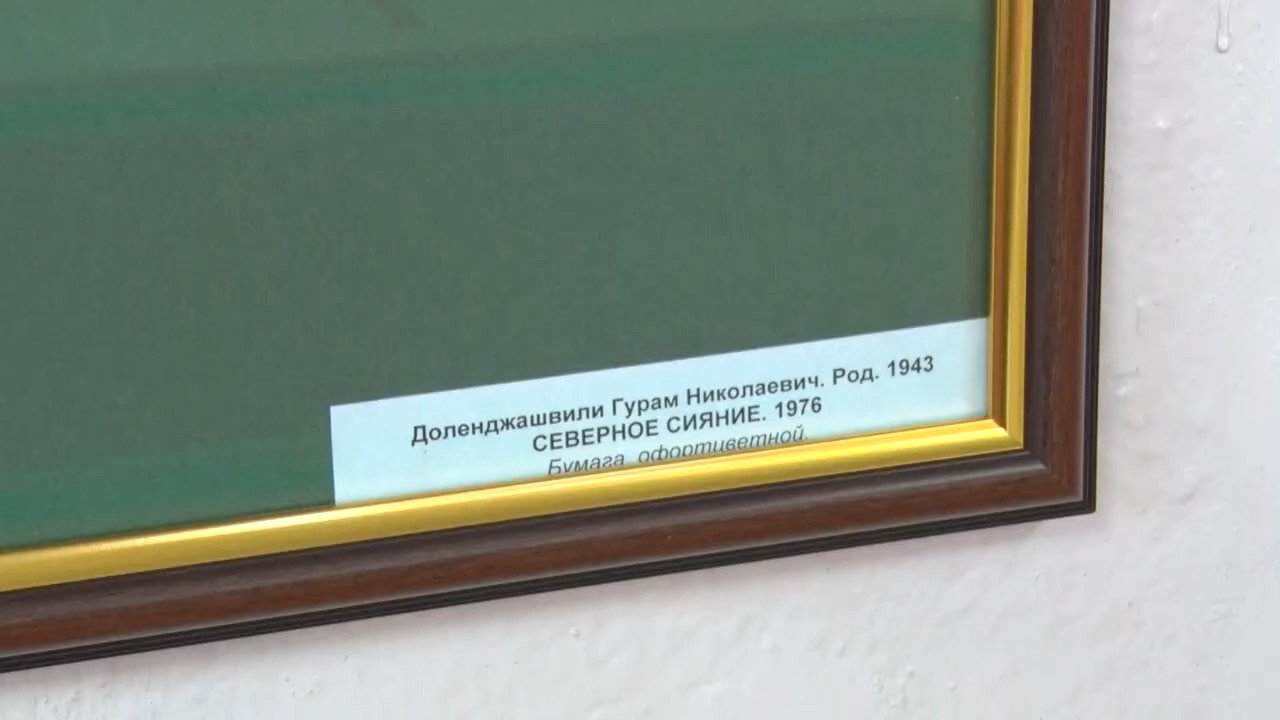 Доленджашвили Гурам Николаевич. Род. 1943
СЕВЕРНОЕ СИЯНИЕ. 1976
Бумага, офортцветной.